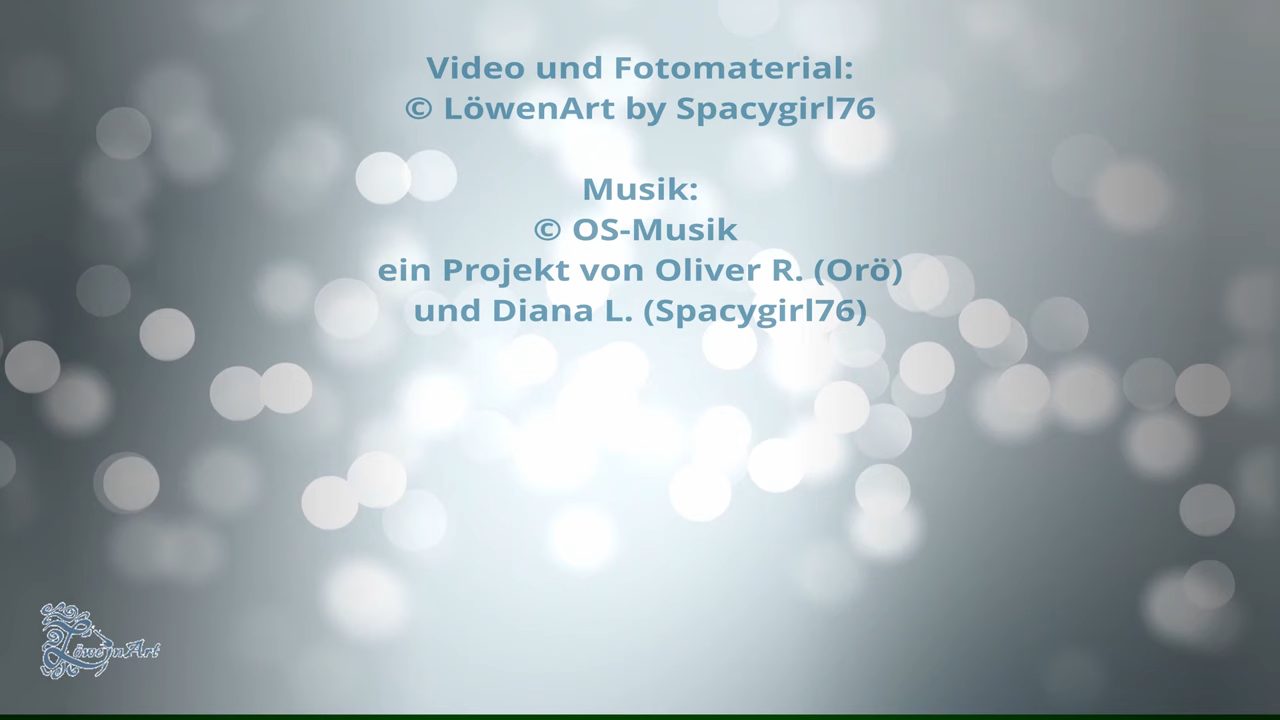 Video und Fotomaterial:
© LöwenArt by Spacygirl76
Musik:
© OS-Musik
ein Projekt von Oliver R. (Orö)
und Diana L. (Spacygirl76)
LöwenArt